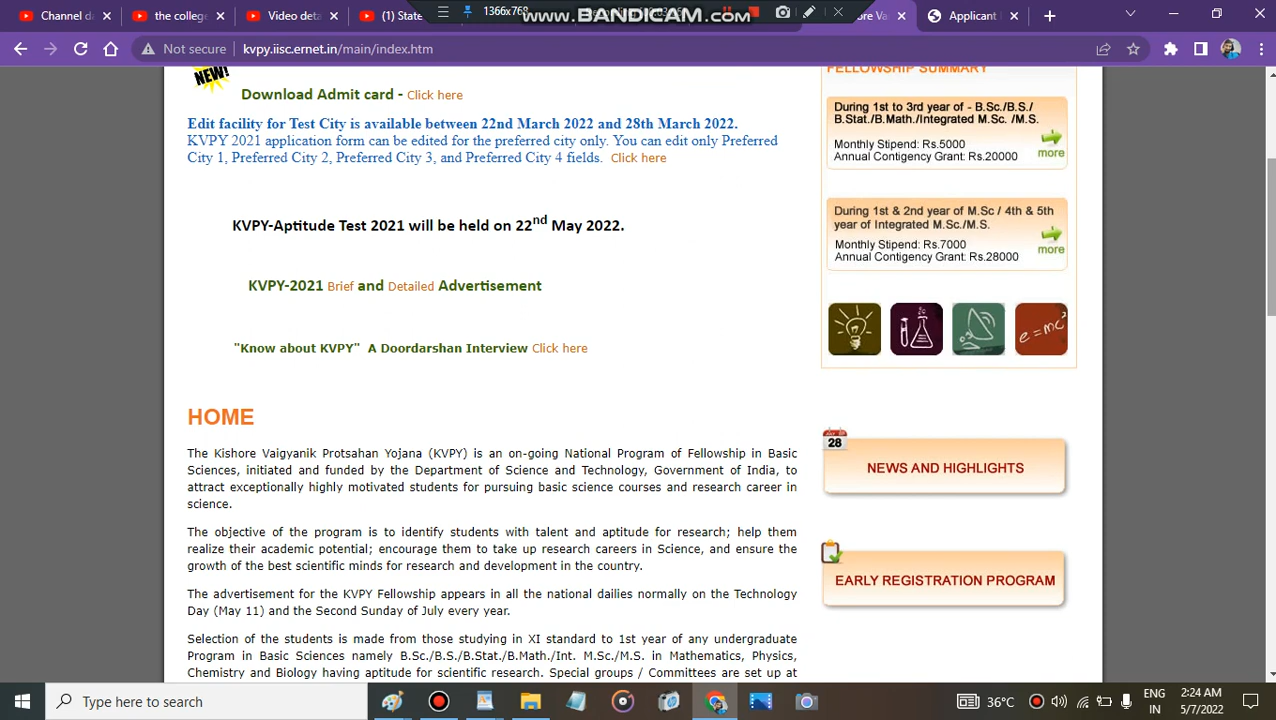 Channel da
the college
Video detai
(1) State
1366x768
www.BANDICAM.com
ore Va
Applicant
Not secure
kvpy.iisc.ernet.in/main/index.htm
NEW!
Download Admit card - Click here
Edit facility for Test City is available between 22nd March 2022 and 28th March 2022.
KVPY 2021 application form can be edited for the preferred city only. You can edit only Preferred
City 1, Preferred City 2, Preferred City 3, and Preferred City 4 fields. Click here
KVPY-Aptitude Test 2021 will be held on 22nd May 2022.
KVPY-2021 Brief and Detailed Advertisement
"Know about KVPY" A Doordarshan Interview Click here
HOME
The Kishore Vaigyanik Protsahan Yojana (KVPY) is an on-going National Program of Fellowship in Basic
Sciences, initiated and funded by the Department of Science and Technology, Government of India, to
attract exceptionally highly motivated students for pursuing basic science courses and research career in
science.
The objective of the program is to identify students with talent and aptitude for research; help them
realize their academic potential; encourage them to take up research careers in Science, and ensure the
growth of the best scientific minds for research and development in the country.
The advertisement for the KVPY Fellowship appears in all the national dailies normally on the Technology
Day (May 11) and the Second Sunday of July every year.
Selection of the students is made from those studying in XI standard to 1st year of any undergraduate
Program in Basic Sciences namely B.Sc./B.S./B.Stat./B.Math./Int. M.Sc./M.S. in Mathematics, Physics,
Chemistry and Biology having aptitude for scientific research. Special groups / Committees are set up at
FELLOWSHIP SUMMARY
During 1st to 3rd year of - B.Sc./B.S./
B.Stat./B.Math./Integrated M.Sc. /M.S.
Monthly Stipend: Rs.5000
Annual Contigency Grant: Rs.20000
more
During 1st & 2nd year of M.Sc / 4th & 5th
year of Integrated M.Sc./M.S.
Monthly Stipend: Rs.7000
Annual Contigency Grant: Rs.28000
more
e=mc²
28
NEWS AND HIGHLIGHTS
EARLY REGISTRATION PROGRAM
Type here to search
36°C
ENG
IN
2:24 AM
5/7/2022